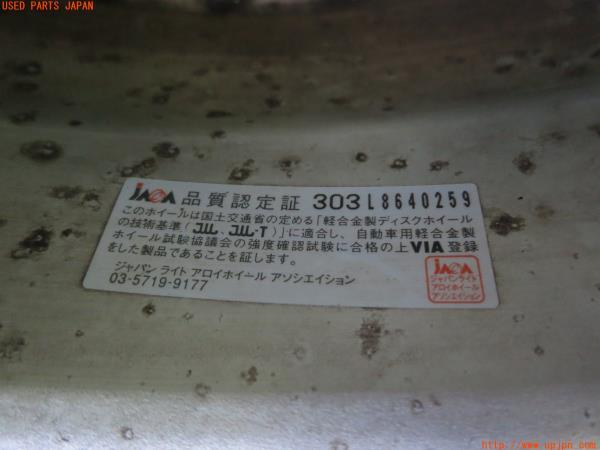 USED PARTS JAPAN
JAWA 品質認定証 303L8640259
このホイールは国土交通省の定める「軽合金製ディスクホイール
の技術基準(JWL、JWL-T)」に適合し、自動車用軽合金製
ホイール試験協議会の強度確認試験に合格の上VIA登録
をした製品であることを証します。
ジャパン ライト アロイホイール アソシエイション
03-5719-9177
JAWA
ジャパンライト
アロイホイール
アソシエイション
http://www.upjpn.com/